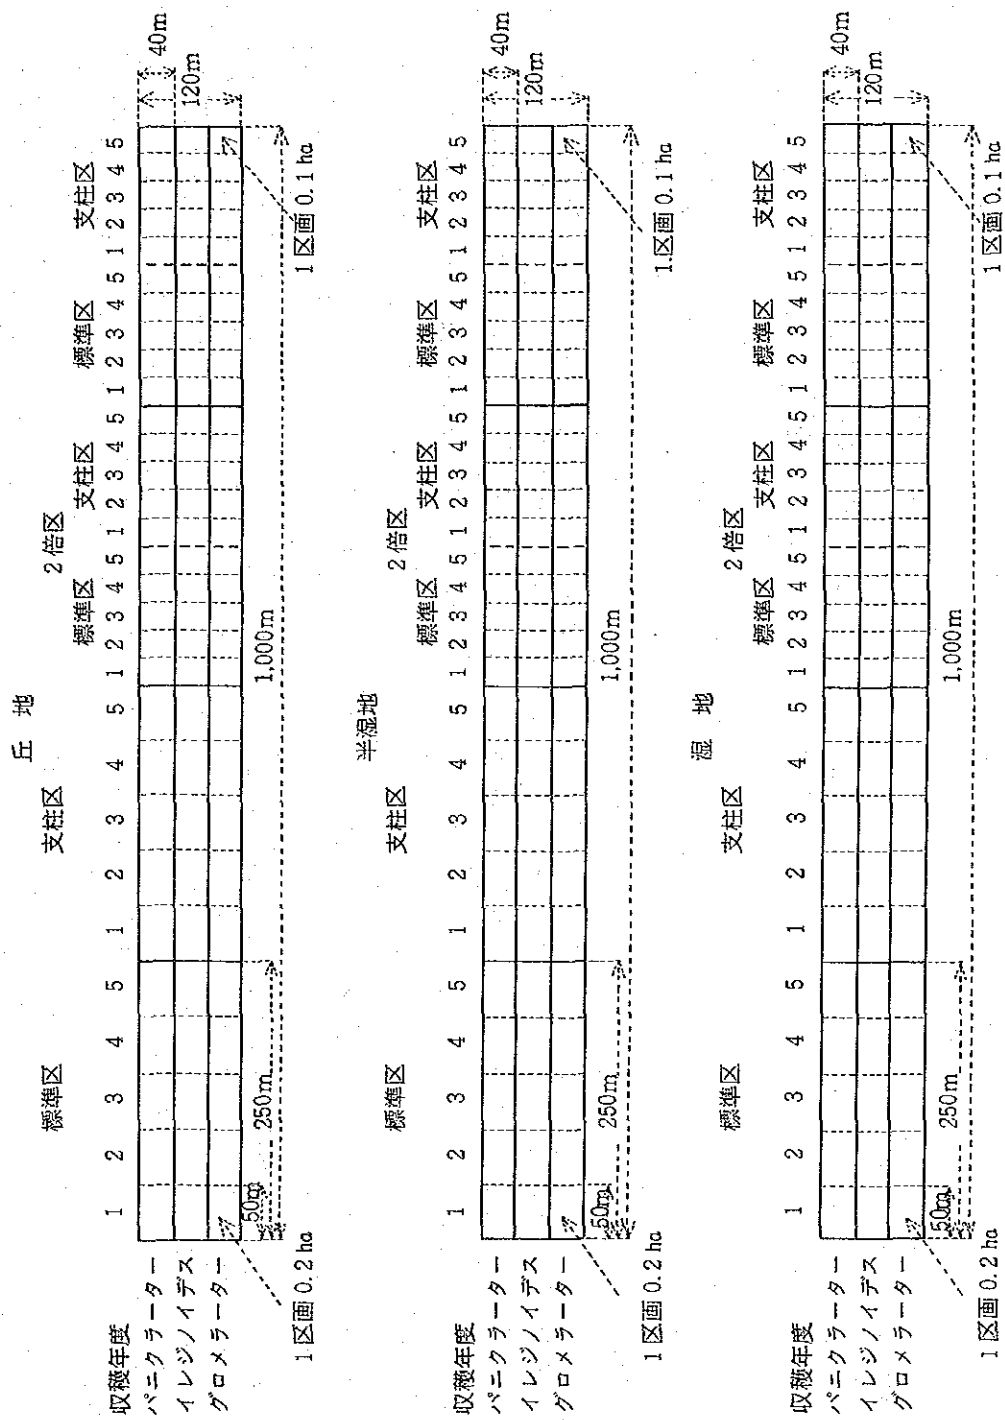 丘　地
2倍区
標準区 支柱区 標準区 支柱区 標準区 支柱区
収穫年度 1 2 3 4 5 1 2 3 4 5 1 2 3 4 5 1 2 3 4 5 1 2 3 4 5 1 2 3 4 5
パニクラーター
イレジノイデス
グロメラーター
40m
120m
50m
250m
1,000m
1区画 0.2 ha
1区画 0.1 ha
半湿地
2倍区
標準区 支柱区 標準区 支柱区 標準区 支柱区
収穫年度 1 2 3 4 5 1 2 3 4 5 1 2 3 4 5 1 2 3 4 5 1 2 3 4 5 1 2 3 4 5
パニクラーター
イレジノイデス
グロメラーター
40m
120m
50m
250m
1,000m
1区画 0.2 ha
1.区画 0.1 ha
湿　地
2倍区
標準区 支柱区 標準区 支柱区 標準区 支柱区
収穫年度 1 2 3 4 5 1 2 3 4 5 1 2 3 4 5 1 2 3 4 5 1 2 3 4 5 1 2 3 4 5
パニクラーター
イレジノイデス
グロメラーター
40m
120m
50m
250m
1,000m
1区画 0.2 ha
1区画 0.1 ha